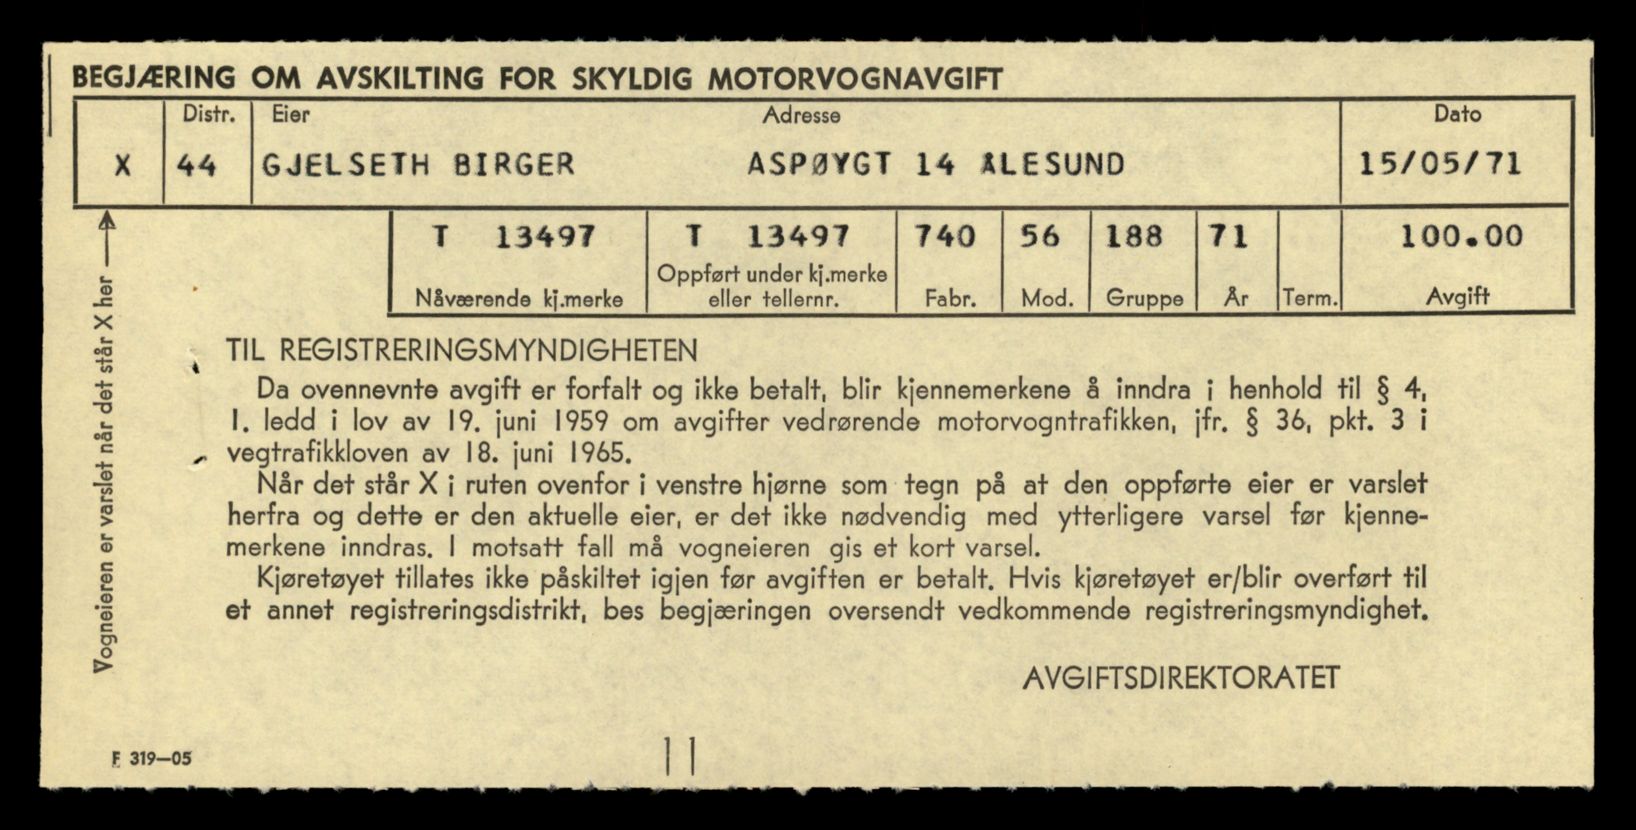 BEGJÆRING OM AVSKILTING FOR SKYLDIG MOTORVOGNAVGIFT
Distr. Eier Adresse Dato
X 44 GJELSETH BIRGER ASPØYGT 14 ÅLESUND 15/05/71
T 13497 T 13497 740 56 188 71 100.00
Oppført under kj.merke
Nåværende kj.merke eller tellernr. Fabr. Mod. Gruppe År Term. Avgift
Vogneieren er varslet når det står X her
TIL REGISTRERINGSMYNDIGHETEN
Da ovennevnte avgift er forfalt og ikke betalt, blir kjennemerkene å inndra i henhold til § 4,
1. ledd i lov av 19. juni 1959 om avgifter vedrørende motorvogntrafikken, jfr. § 36, pkt. 3 i
vegtrafikkloven av 18. juni 1965.
Når det står X i ruten ovenfor i venstre hjørne som tegn på at den oppførte eier er varslet
herfra og dette er den aktuelle eier, er det ikke nødvendig med ytterligere varsel før kjenne-
merkene inndras. I motsatt fall må vogneieren gis et kort varsel.
Kjøretøyet tillates ikke påskiltet igjen før avgiften er betalt. Hvis kjøretøyet er/blir overført til
et annet registreringsdistrikt, bes begjæringen oversendt vedkommende registreringsmyndighet.
AVGIFTSDIREKTORATET
F 319—05